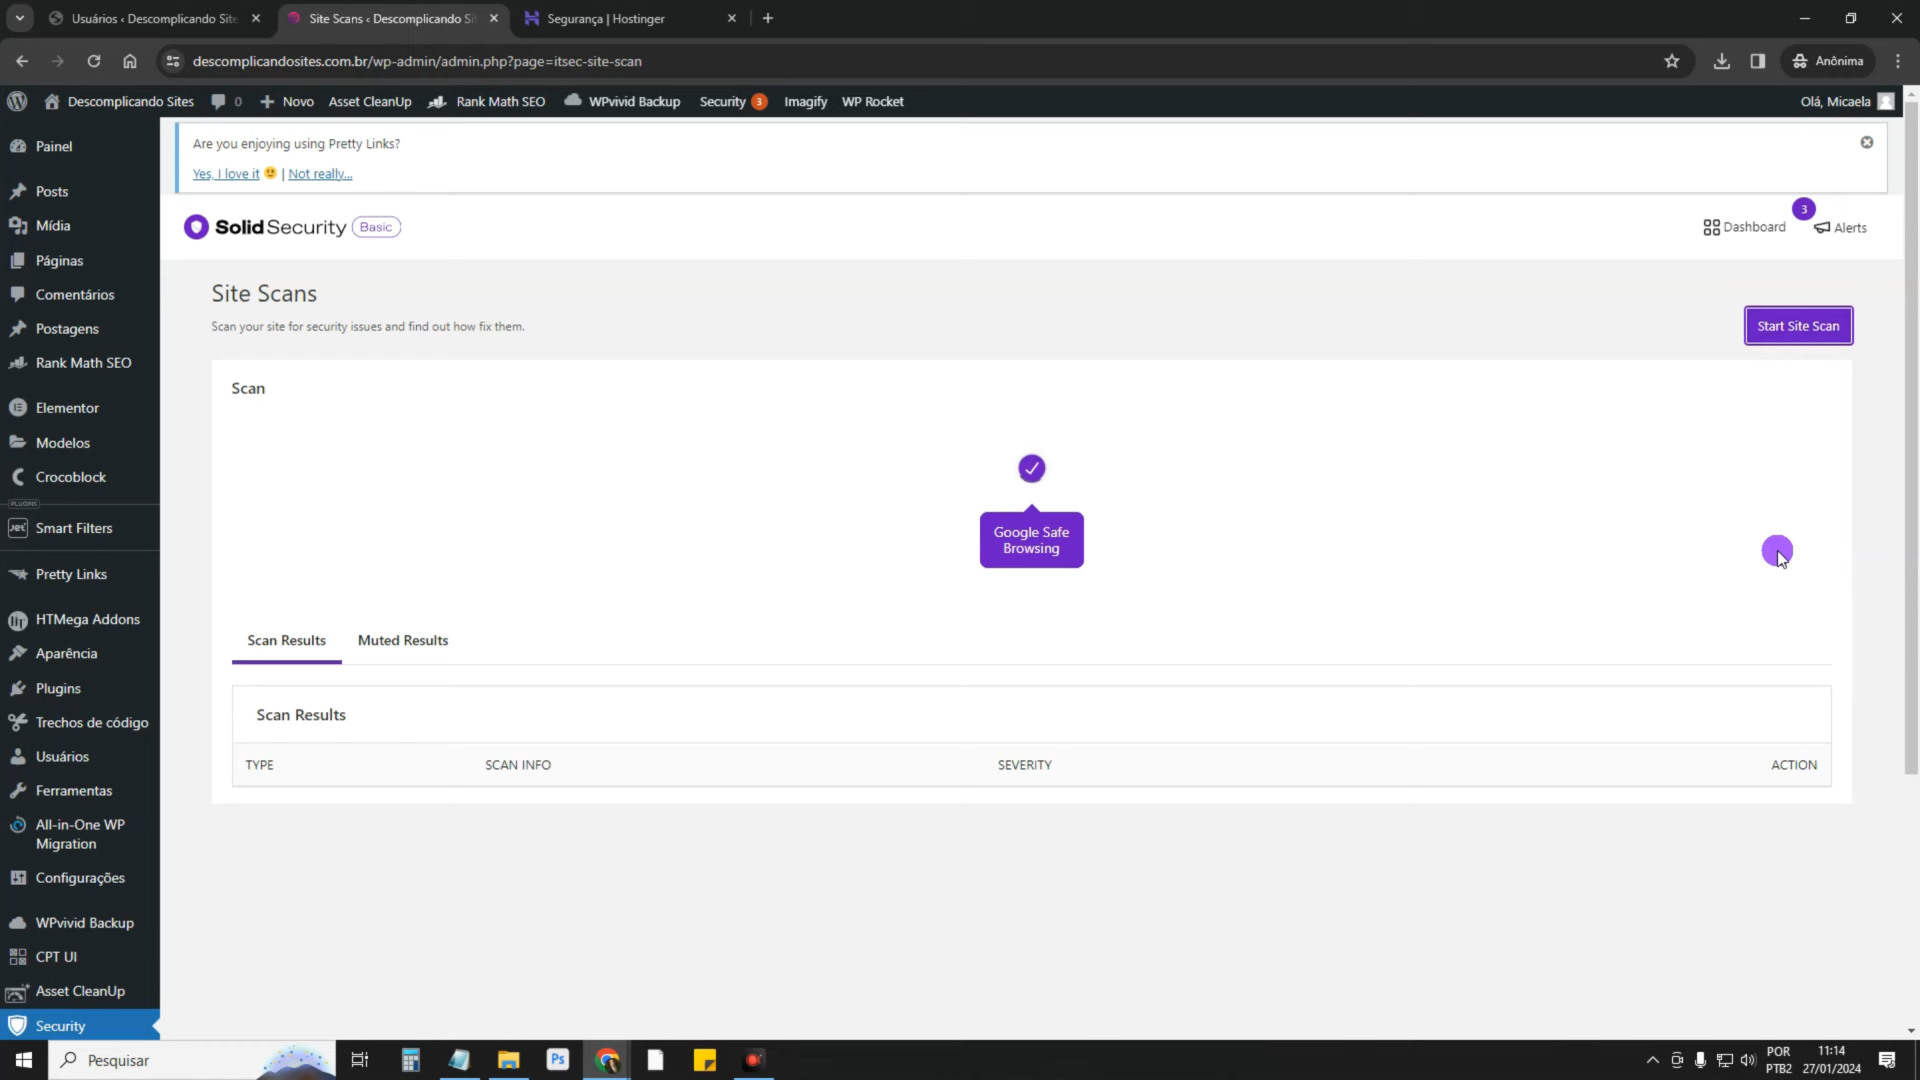 Usuários ‹ Descomplicando Site
Site Scans ‹ Descomplicando Si
Segurança | Hostinger
descomplicandosites.com.br/wp-admin/admin.php?page=itsec-site-scan
Anônima
Descomplicando Sites
0
Novo
Asset CleanUp
Rank Math SEO
WPvivid Backup
Security 3
Imagify
WP Rocket
Olá, Micaela
Painel
Posts
Mídia
Páginas
Comentários
Postagens
Rank Math SEO
Elementor
Modelos
Crocoblock
PLUGINS
Jet
Smart Filters
Pretty Links
HTMega Addons
Aparência
Plugins
Trechos de código
Usuários
Ferramentas
All-in-One WP
Migration
Configurações
WPvivid Backup
CPT UI
Asset CleanUp
Security
Are you enjoying using Pretty Links?
Yes, I love it | Not really...
SolidSecurity Basic
Dashboard
3
Alerts
Site Scans
Scan your site for security issues and find out how fix them.
Start Site Scan
Scan
Google Safe
Browsing
Scan Results
Muted Results
Scan Results
TYPE
SCAN INFO
SEVERITY
ACTION
Pesquisar
Ps
POR
PTB2
11:14
27/01/2024